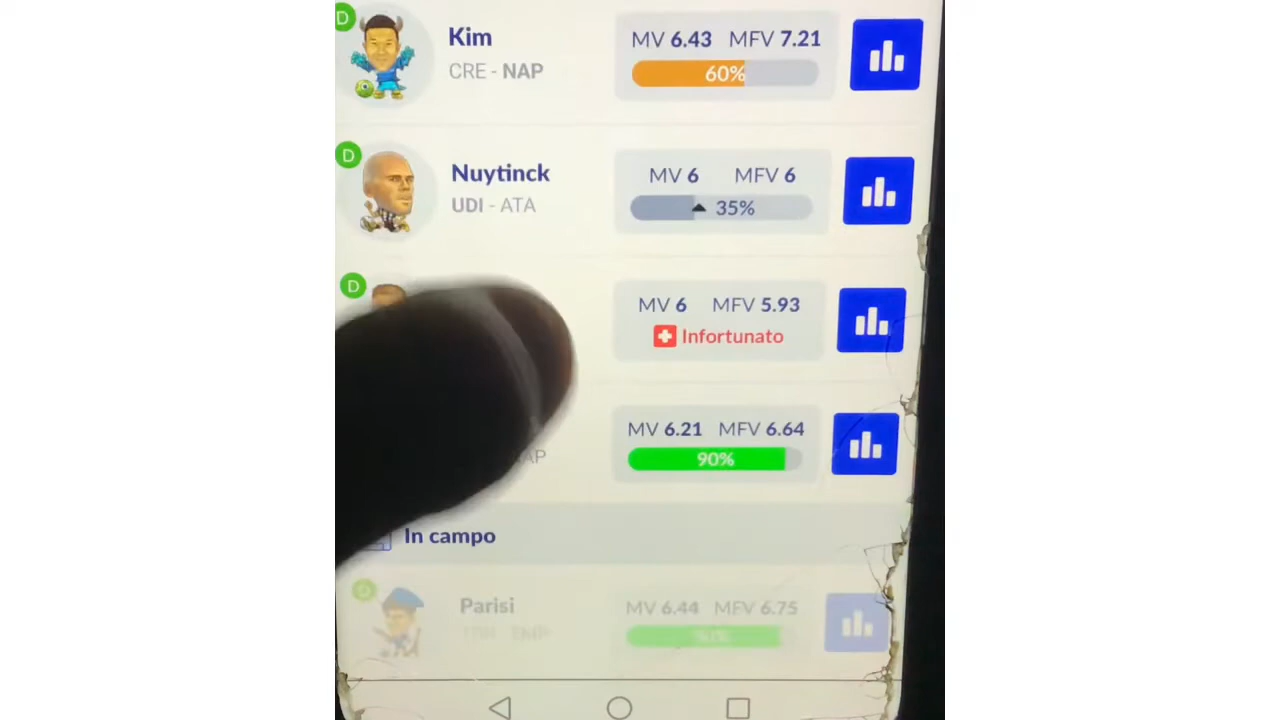 D
Kim
MV 6.43 MFV 7.21
CRE - NAP
60%
D
Nuytinck
MV 6 MFV 6
UDI - ATA
35%
D
MV 6 MFV 5.93
Infortunato
MV 6.21 MFV 6.64
90%
In campo
D
Parisi
MV 6.44 MFV 6.75
EMP
90%